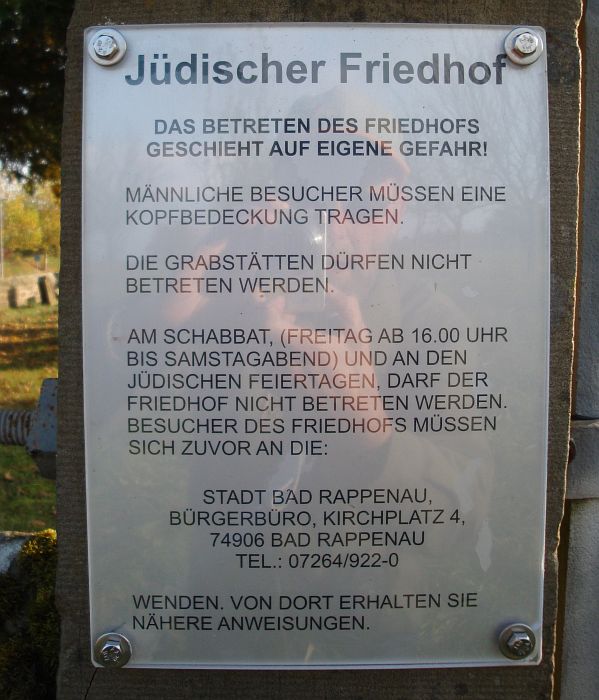 Jüdischer Friedhof
DAS BETRETEN DES FRIEDHOFS
GESCHIEHT AUF EIGENE GEFAHR!
MÄNNLICHE BESUCHER MÜSSEN EINE
KOPFBEDECKUNG TRAGEN.
DIE GRABSTÄTTEN DÜRFEN NICHT
BETRETEN WERDEN.
AM SCHABBAT, (FREITAG AB 16.00 UHR
BIS SAMSTAGABEND) UND AN DEN
JÜDISCHEN FEIERTAGEN, DARF DER
FRIEDHOF NICHT BETRETEN WERDEN.
BESUCHER DES FRIEDHOFS MÜSSEN
SICH ZUVOR AN DIE:
STADT BAD RAPPENAU,
BÜRGERBÜRO, KIRCHPLATZ 4,
74906 BAD RAPPENAU
TEL.: 07264/922-0
WENDEN. VON DORT ERHALTEN SIE
NÄHERE ANWEISUNGEN.